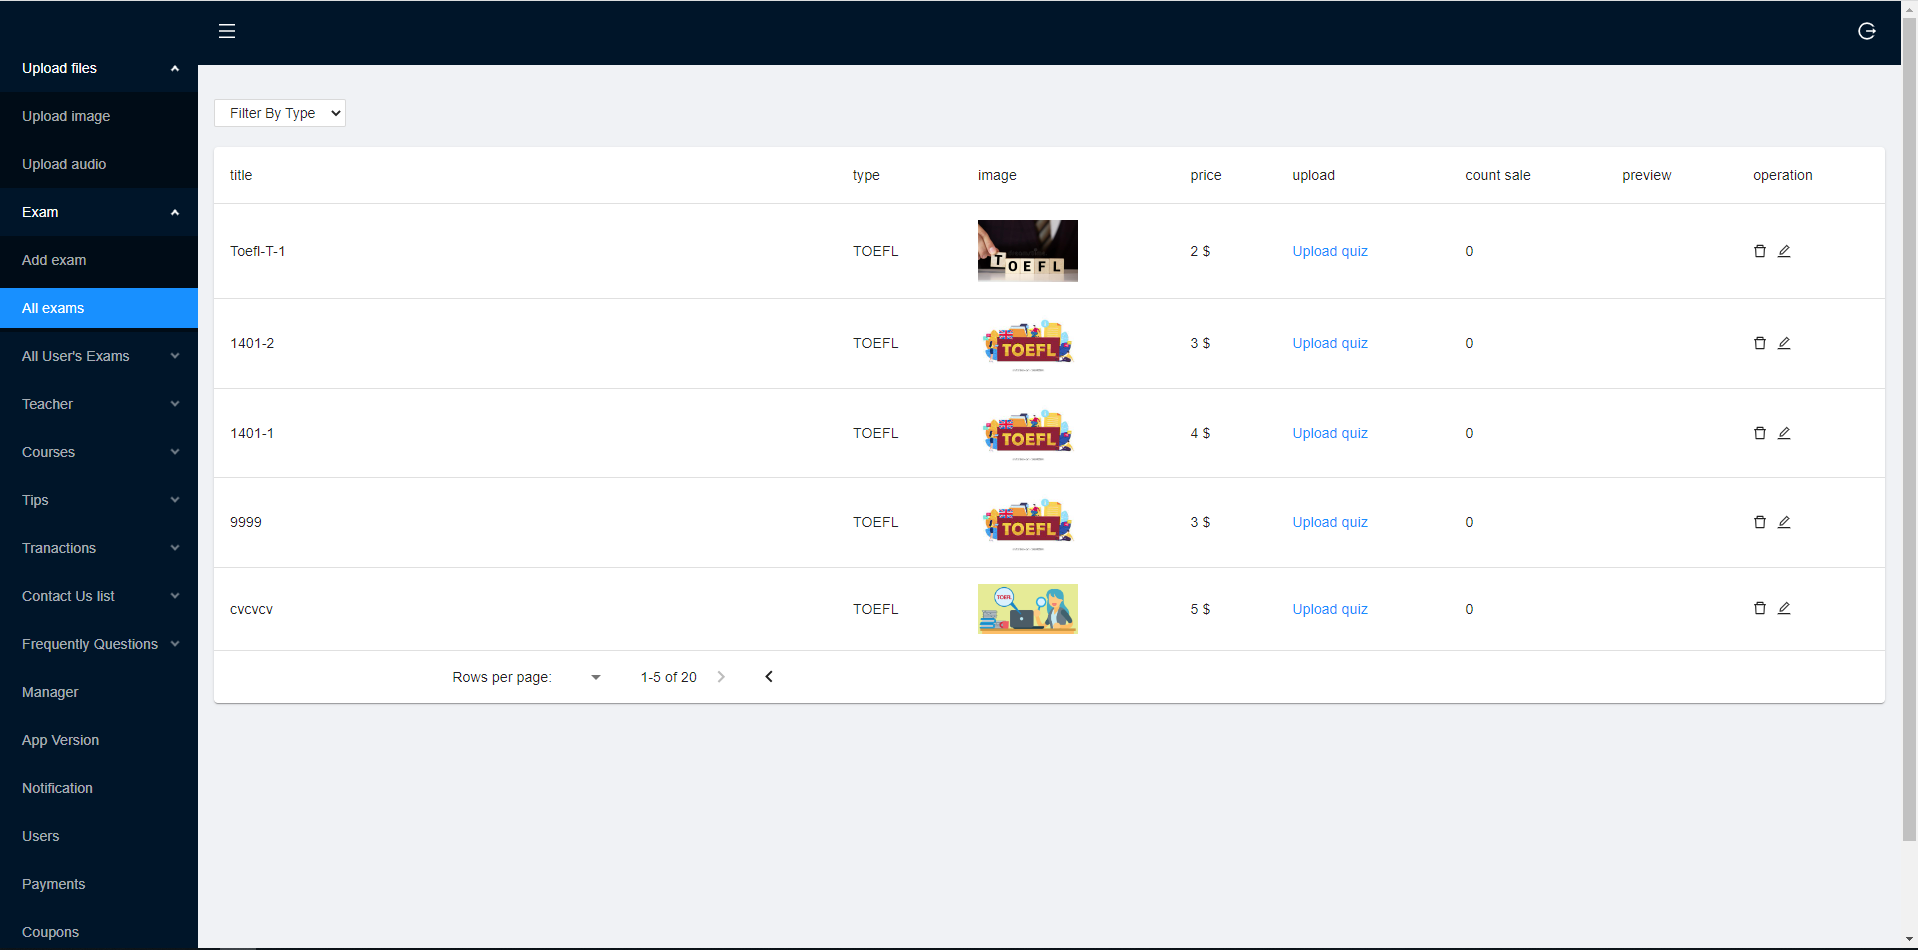 Upload files
Upload image
Upload audio
Exam
Add exam
All exams
All User's Exams
Teacher
Courses
Tips
Tranactions
Contact Us list
Frequently Questions
Manager
App Version
Notification
Users
Payments
Coupons
Filter By Type
title type image price upload count sale preview operation
Toefl-T-1 TOEFL TOEFL 2 $ Upload quiz 0
1401-2 TOEFL TOEFL 3 $ Upload quiz 0
1401-1 TOEFL TOEFL 4 $ Upload quiz 0
9999 TOEFL TOEFL 3 $ Upload quiz 0
cvcvcv TOEFL TOEFL 5 $ Upload quiz 0
Rows per page: 1-5 of 20